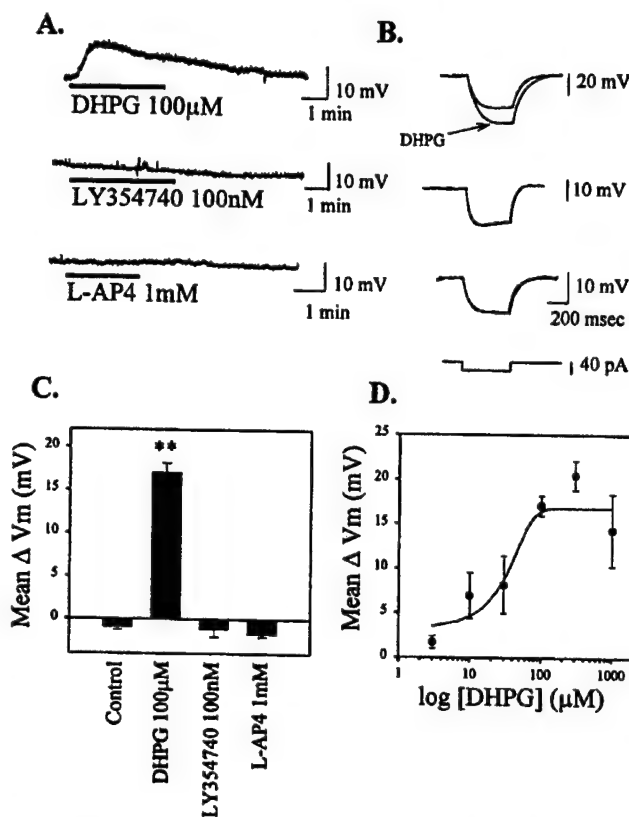 A.
DHPG 100µM
10 mV
1 min
LY354740 100nM
10 mV
1 min
L-AP4 1mM
10 mV
1 min
B.
20 mV
DHPG
10 mV
10 mV
200 msec
40 pA
C.
Mean Δ Vm (mV)
20
15
10
5
0
**
Control
DHPG 100µM
LY354740 100nM
L-AP4 1mM
D.
Mean Δ Vm (mV)
25
20
15
10
5
0
1
10
100
1000
log [DHPG] (µM)